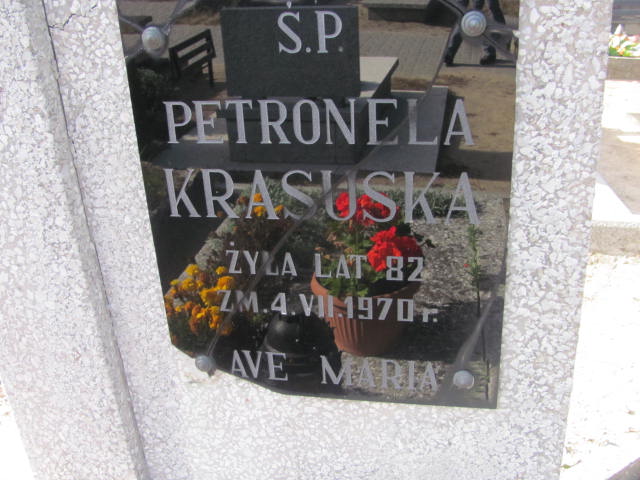 Ś.P.
PETRONELA
KRASUSKA
ŻYŁA LAT 82
ZM. 4.VII.1970 r.
AVE MARIA